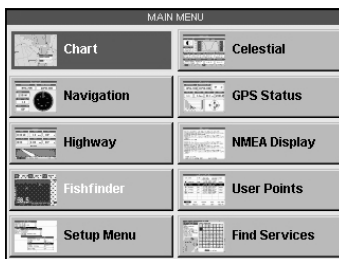 MAIN MENU
Chart
Celestial
Navigation
GPS Status
Highway
NMEA Display
Fishfinder
User Points
Setup Menu
Find Services